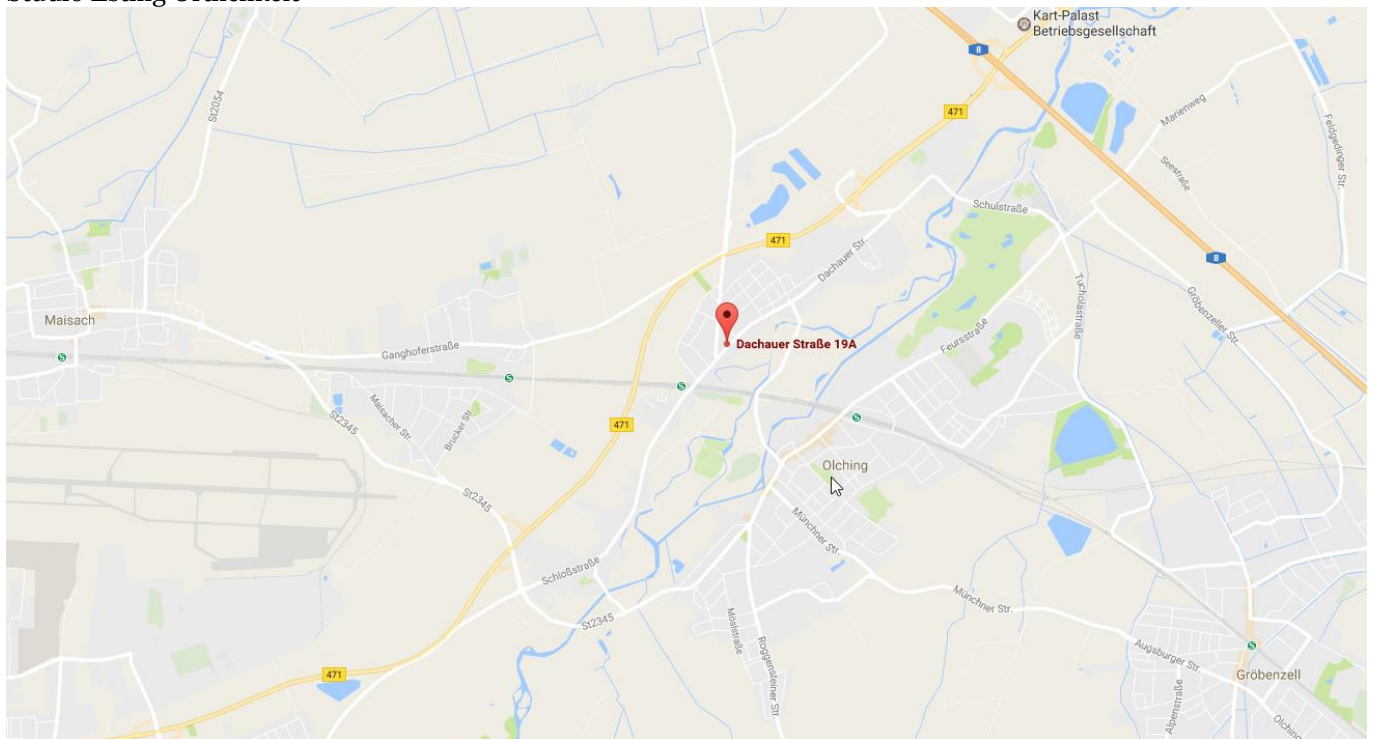 Kart-Palast
Betriebsgesellschaft
8
St2054
471
Marienweg
Feldgedinger Str.
Seestraße
Schulstraße
471
Dachauer Str.
8
Tucholastraße
Gröbenzeller Str.
Maisach
Dachauer Straße 19A
Feursstraße
Ganghoferstraße
S
S
S
S
Maisacher Str.
Brucker Str.
St2345
471
Olching
St2345
Münchner Str.
Schloßstraße
Münchner Str.
St2345
Möslstraße
Roggensteiner Str
S
Augsburger Str.
Gröbenzell
471
Alpenstraße
Olching